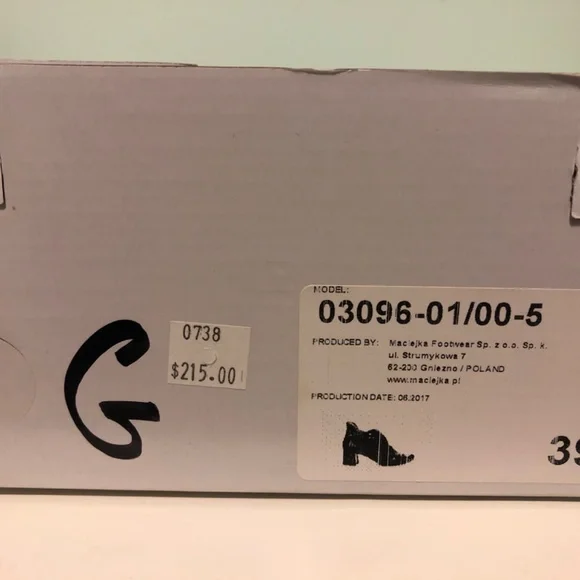 MODEL:
03096-01/00-5
PRODUCED BY: Maciejka Footwear Sp. z o.o. Sp. k.
ul. Strumykowa 7
62-200 Gniezno / POLAND
www.maciejka.pl
PRODUCTION DATE: 06.2017
39
0738
$215.00
G